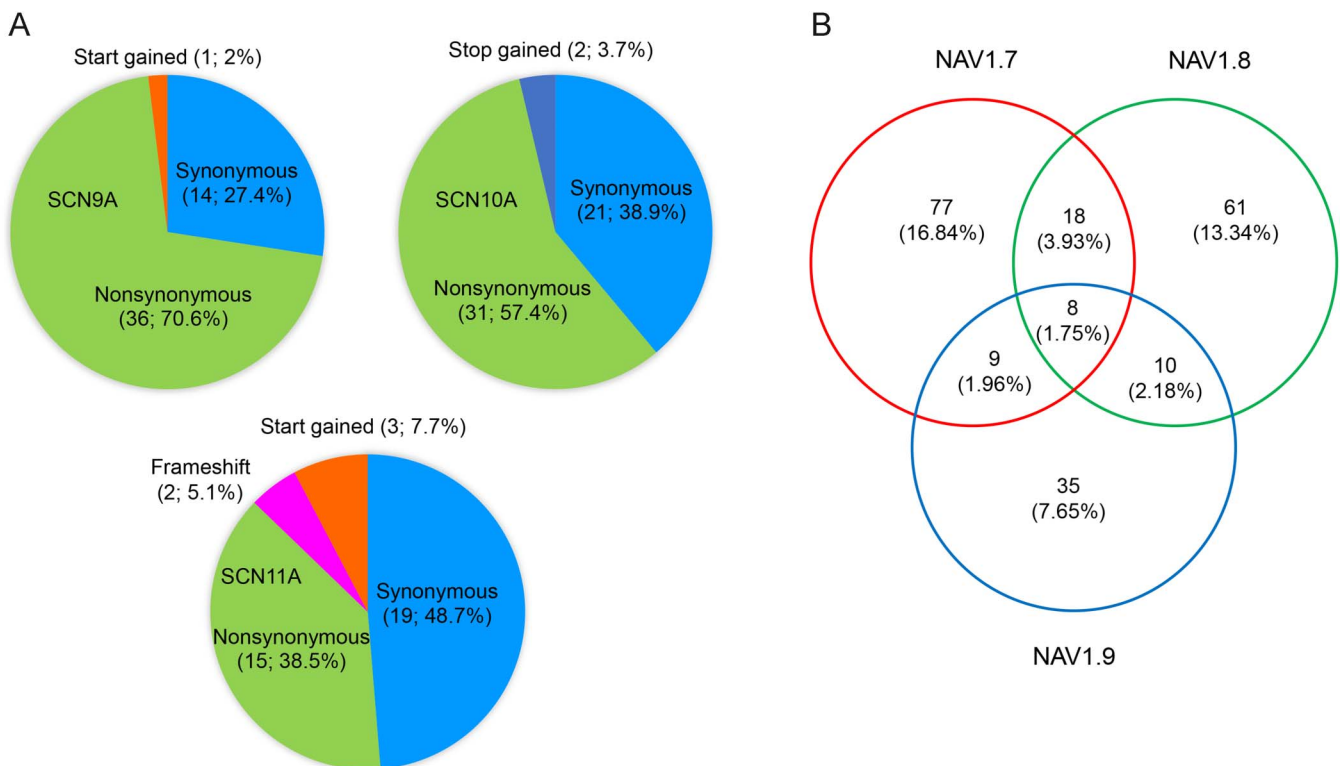 A
Start gained (1; 2%)
Synonymous
(14; 27.4%)
SCN9A
Nonsynonymous
(36; 70.6%)
Stop gained (2; 3.7%)
Synonymous
(21; 38.9%)
SCN10A
Nonsynonymous
(31; 57.4%)
Start gained (3; 7.7%)
Frameshift
(2; 5.1%)
SCN11A
Synonymous
(19; 48.7%)
Nonsynonymous
(15; 38.5%)
B
NAV1.7
NAV1.8
77
(16.84%)
18
(3.93%)
61
(13.34%)
8
(1.75%)
9
(1.96%)
10
(2.18%)
35
(7.65%)
NAV1.9